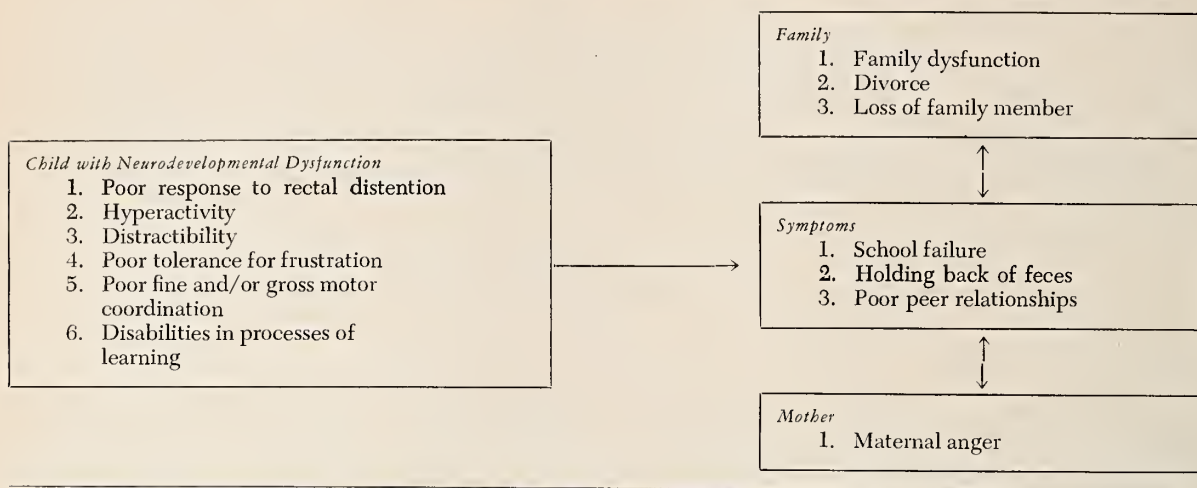 Family
1. Family dysfunction
2. Divorce
3. Loss of family member
Child with Neurodevelopmental Dysfunction
1. Poor response to rectal distention
2. Hyperactivity
3. Distractibility
4. Poor tolerance for frustration
5. Poor fine and/or gross motor
coordination
6. Disabilities in processes of
learning
Symptoms
1. School failure
2. Holding back of feces
3. Poor peer relationships
Mother
1. Maternal anger